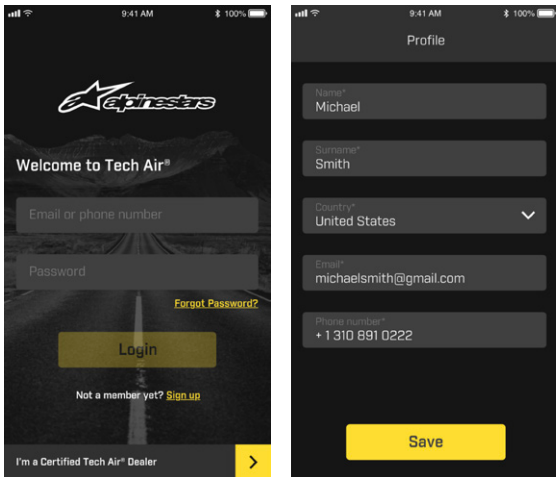 9:41 AM
100%
alpinestars
Welcome to Tech Air®
Email or phone number
Password
Forgot Password?
Login
Not a member yet? Sign up
I'm a Certified Tech Air® Dealer
9:41 AM
100%
Profile
Name*
Michael
Surname*
Smith
Country*
United States
Email*
michaelsmith@gmail.com
Phone number*
+ 1 310 891 0222
Save